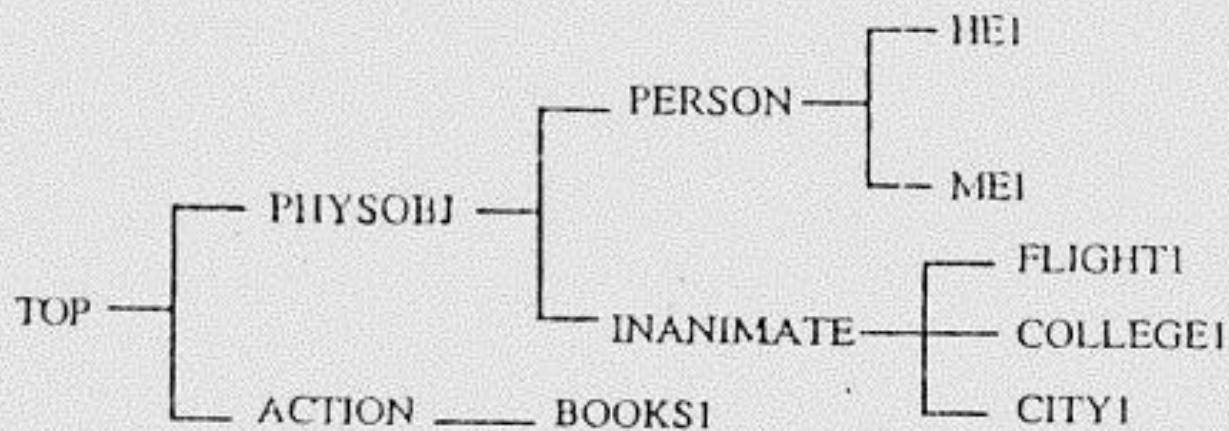 HE1
PERSON
ME1
PHYSOBJ
FLIGHT1
TOP
INANIMATE
COLLEGE1
ACTION
BOOKS1
CITY1